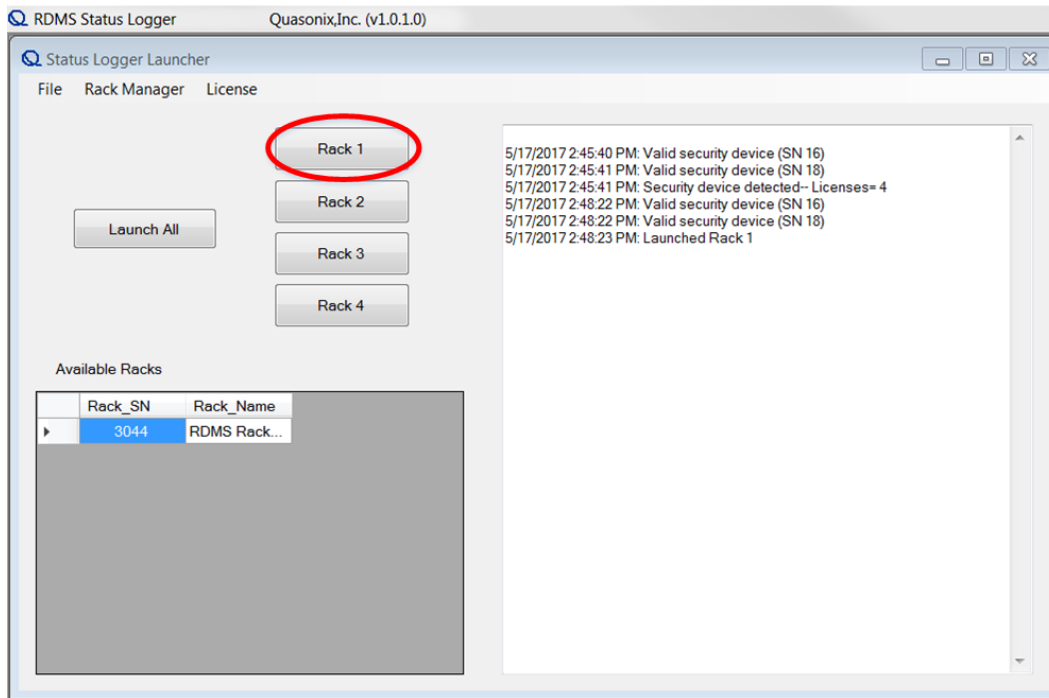 RDMS Status Logger Quasonix,Inc. (v1.0.1.0)
Status Logger Launcher
File Rack Manager License
Rack 1
Rack 2
Launch All
Rack 3
Rack 4
Available Racks
Rack_SN Rack_Name
3044 RDMS Rack...
5/17/2017 2:45:40 PM: Valid security device (SN 16)
5/17/2017 2:45:41 PM: Valid security device (SN 18)
5/17/2017 2:45:41 PM: Security device detected-- Licenses= 4
5/17/2017 2:48:22 PM: Valid security device (SN 16)
5/17/2017 2:48:22 PM: Valid security device (SN 18)
5/17/2017 2:48:23 PM: Launched Rack 1